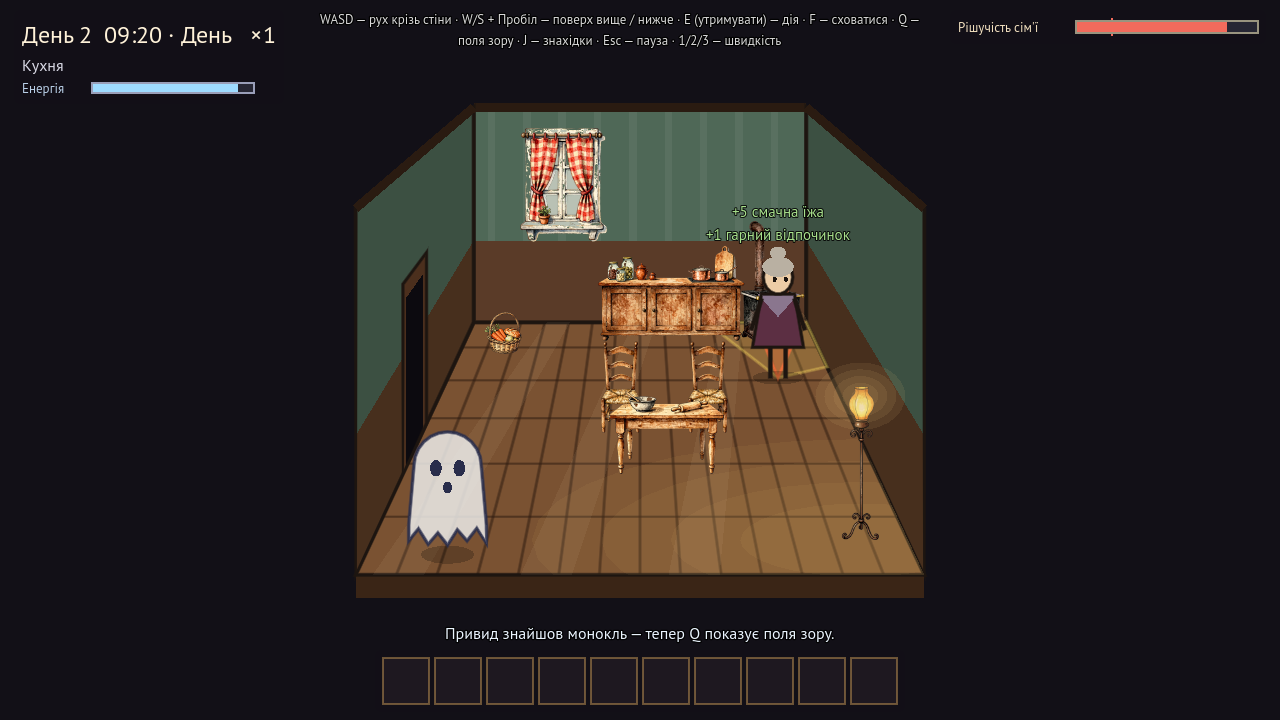 День 2  09:20 · День   ×1
Кухня
Енергія
WASD — рух крізь стіни · W/S + Пробіл — поверх вище / нижче · E (утримувати) — дія · F — сховатися · Q —
поля зору · J — знахідки · Esc — пауза · 1/2/3 — швидкість
Рішучість сім'ї
+5 смачна їжа
+1 гарний відпочинок
Привид знайшов монокль — тепер Q показує поля зору.